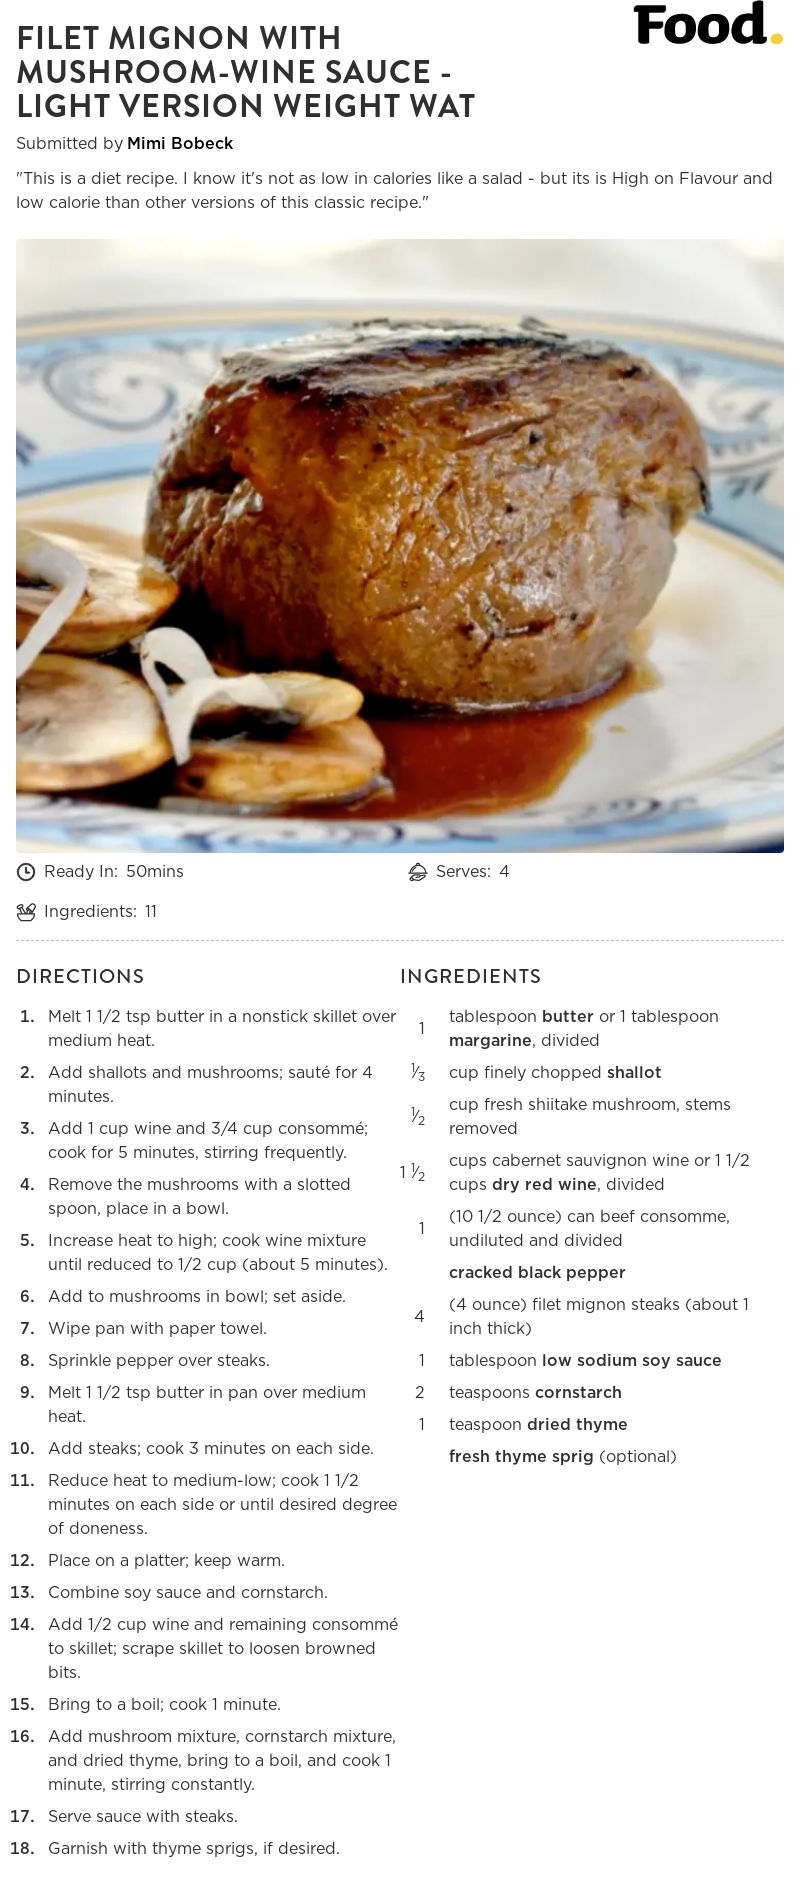 Food.
FILET MIGNON WITH
MUSHROOM-WINE SAUCE -
LIGHT VERSION WEIGHT WAT
Submitted by Mimi Bobeck
"This is a diet recipe. I know it's not as low in calories like a salad - but its is High on Flavour and
low calorie than other versions of this classic recipe."
Ready In: 50mins
Serves: 4
Ingredients: 11
DIRECTIONS
1. Melt 1 1/2 tsp butter in a nonstick skillet over
medium heat.
2. Add shallots and mushrooms; sauté for 4
minutes.
3. Add 1 cup wine and 3/4 cup consommé;
cook for 5 minutes, stirring frequently.
4. Remove the mushrooms with a slotted
spoon, place in a bowl.
5. Increase heat to high; cook wine mixture
until reduced to 1/2 cup (about 5 minutes).
6. Add to mushrooms in bowl; set aside.
7. Wipe pan with paper towel.
8. Sprinkle pepper over steaks.
9. Melt 1 1/2 tsp butter in pan over medium
heat.
10. Add steaks; cook 3 minutes on each side.
11. Reduce heat to medium-low; cook 1 1/2
minutes on each side or until desired degree
of doneness.
12. Place on a platter; keep warm.
13. Combine soy sauce and cornstarch.
14. Add 1/2 cup wine and remaining consommé
to skillet; scrape skillet to loosen browned
bits.
15. Bring to a boil; cook 1 minute.
16. Add mushroom mixture, cornstarch mixture,
and dried thyme, bring to a boil, and cook 1
minute, stirring constantly.
17. Serve sauce with steaks.
18. Garnish with thyme sprigs, if desired.
INGREDIENTS
1 tablespoon butter or 1 tablespoon
margarine, divided
1⁄3 cup finely chopped shallot
1⁄2 cup fresh shiitake mushroom, stems
removed
1 1⁄2 cups cabernet sauvignon wine or 1 1/2
cups dry red wine, divided
1 (10 1/2 ounce) can beef consomme,
undiluted and divided
cracked black pepper
4 (4 ounce) filet mignon steaks (about 1
inch thick)
1 tablespoon low sodium soy sauce
2 teaspoons cornstarch
1 teaspoon dried thyme
fresh thyme sprig (optional)